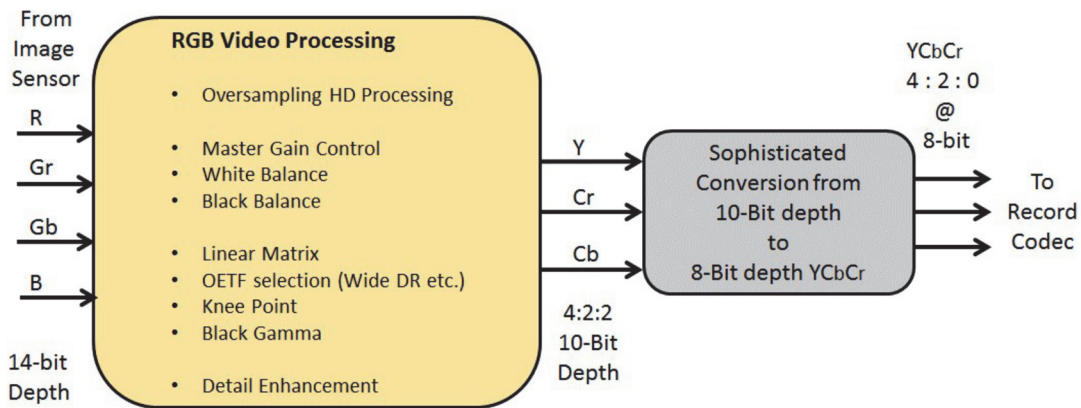 From
Image
Sensor
R
Gr
Gb
B
14-bit
Depth
RGB Video Processing
• Oversampling HD Processing
• Master Gain Control
• White Balance
• Black Balance
• Linear Matrix
• OETF selection (Wide DR etc.)
• Knee Point
• Black Gamma
• Detail Enhancement
Y
Cr
Cb
4:2:2
10-Bit
Depth
Sophisticated
Conversion from
10-Bit depth
to
8-Bit depth YCbCr
YCbCr
4 : 2 : 0
@
8-bit
To
Record
Codec